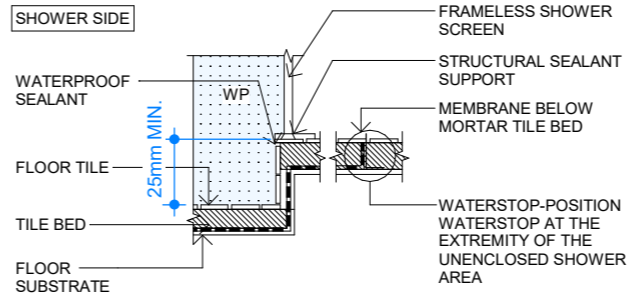 SHOWER SIDE
FRAMELESS SHOWER
SCREEN
STRUCTURAL SEALANT
SUPPORT
WATERPROOF
SEALANT
WP
MEMBRANE BELOW
MORTAR TILE BED
25mm MIN.
FLOOR TILE
TILE BED
WATERSTOP-POSITION
WATERSTOP AT THE
EXTREMITY OF THE
UNENCLOSED SHOWER
AREA
FLOOR
SUBSTRATE